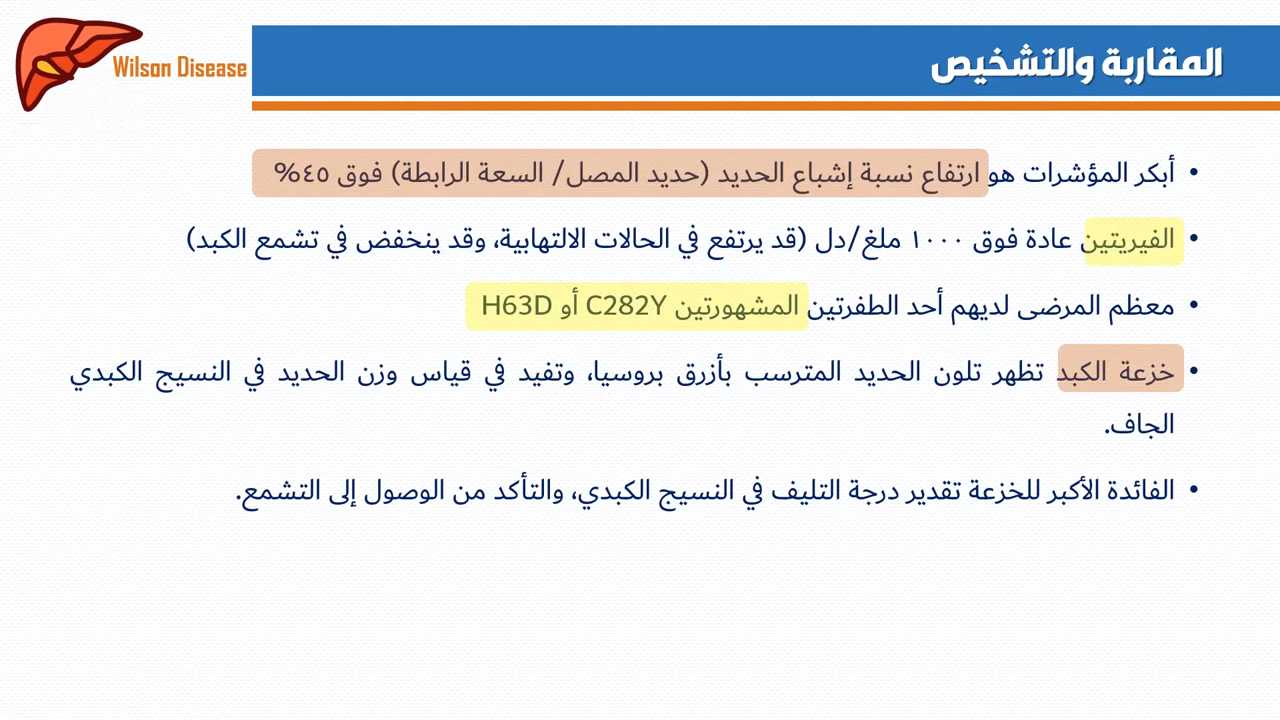 Wilson Disease
المقاربة والتشخيص
• أبكر المؤشرات هو ارتفاع نسبة إشباع الحديد (حديد المصل/ السعة الرابطة) فوق ٤٥%
• الفيريتين عادة فوق ١٠٠٠ ملغ/دل (قد يرتفع في الحالات الالتهابية، وقد ينخفض في تشمع الكبد)
• معظم المرضى لديهم أحد الطفرتين المشهورتين C282Y أو H63D
• خزعة الكبد تظهر تلون الحديد المترسب بأزرق بروسيا، وتفيد في قياس وزن الحديد في النسيج الكبدي
الجاف.
• الفائدة الأكبر للخزعة تقدير درجة التليف في النسيج الكبدي، والتأكد من الوصول إلى التشمع.